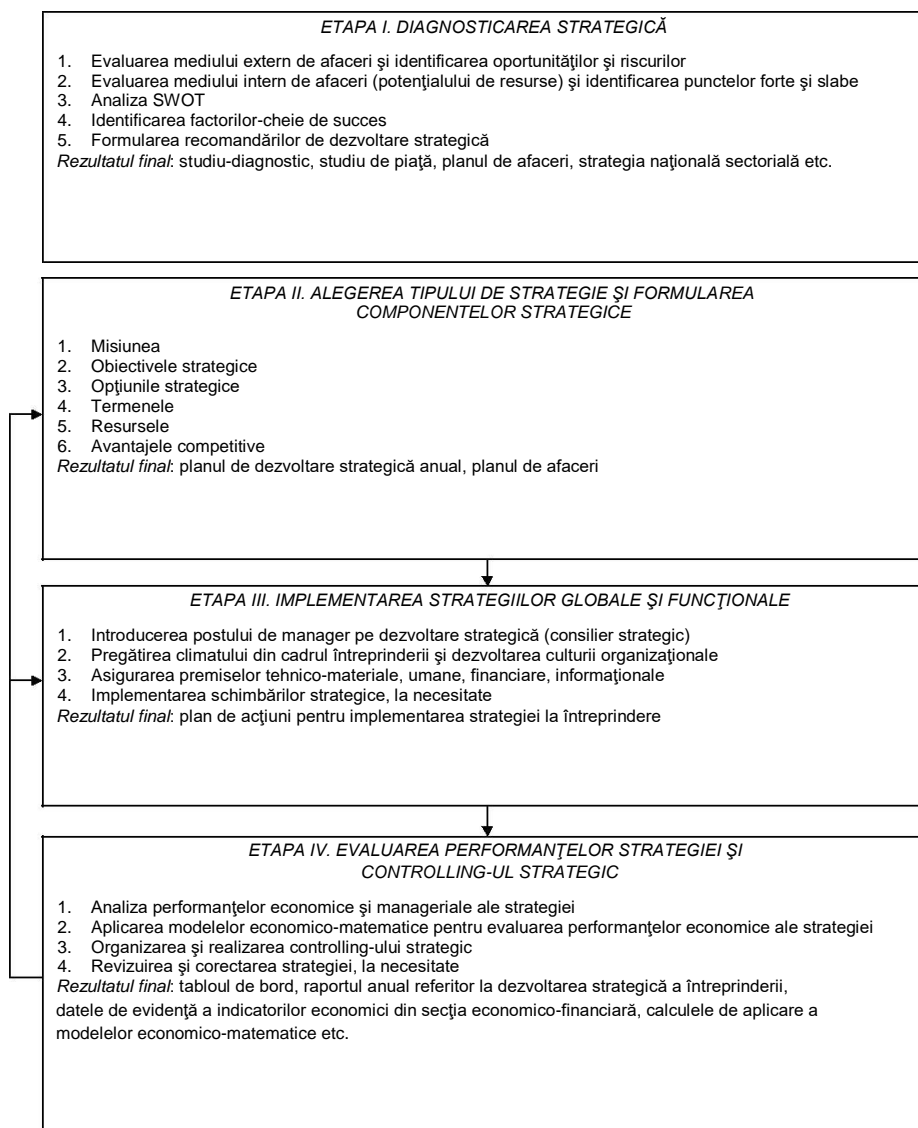 ETAPA I. DIAGNOSTICAREA STRATEGICĂ
1. Evaluarea mediului extern de afaceri şi identificarea oportunităţilor şi riscurilor
2. Evaluarea mediului intern de afaceri (potenţialului de resurse) şi identificarea punctelor forte şi slabe
3. Analiza SWOT
4. Identificarea factorilor-cheie de succes
5. Formularea recomandărilor de dezvoltare strategică
Rezultatul final: studiu-diagnostic, studiu de piaţă, planul de afaceri, strategia naţională sectorială etc.
ETAPA II. ALEGEREA TIPULUI DE STRATEGIE ŞI FORMULAREA
COMPONENTELOR STRATEGICE
1. Misiunea
2. Obiectivele strategice
3. Opţiunile strategice
4. Termenele
5. Resursele
6. Avantajele competitive
Rezultatul final: planul de dezvoltare strategică anual, planul de afaceri
ETAPA III. IMPLEMENTAREA STRATEGIILOR GLOBALE ŞI FUNCŢIONALE
1. Introducerea postului de manager pe dezvoltare strategică (consilier strategic)
2. Pregătirea climatului din cadrul întreprinderii şi dezvoltarea culturii organizaţionale
3. Asigurarea premiselor tehnico-materiale, umane, financiare, informaţionale
4. Implementarea schimbărilor strategice, la necesitate
Rezultatul final: plan de acţiuni pentru implementarea strategiei la întreprindere
ETAPA IV. EVALUAREA PERFORMANŢELOR STRATEGIEI ŞI
CONTROLLING-UL STRATEGIC
1. Analiza performanţelor economice şi manageriale ale strategiei
2. Aplicarea modelelor economico-matematice pentru evaluarea performanţelor economice ale strategiei
3. Organizarea şi realizarea controlling-ului strategic
4. Revizuirea şi corectarea strategiei, la necesitate
Rezultatul final: tabloul de bord, raportul anual referitor la dezvoltarea strategică a întreprinderii,
datele de evidenţă a indicatorilor economici din secţia economico-financiară, calculele de aplicare a
modelelor economico-matematice etc.